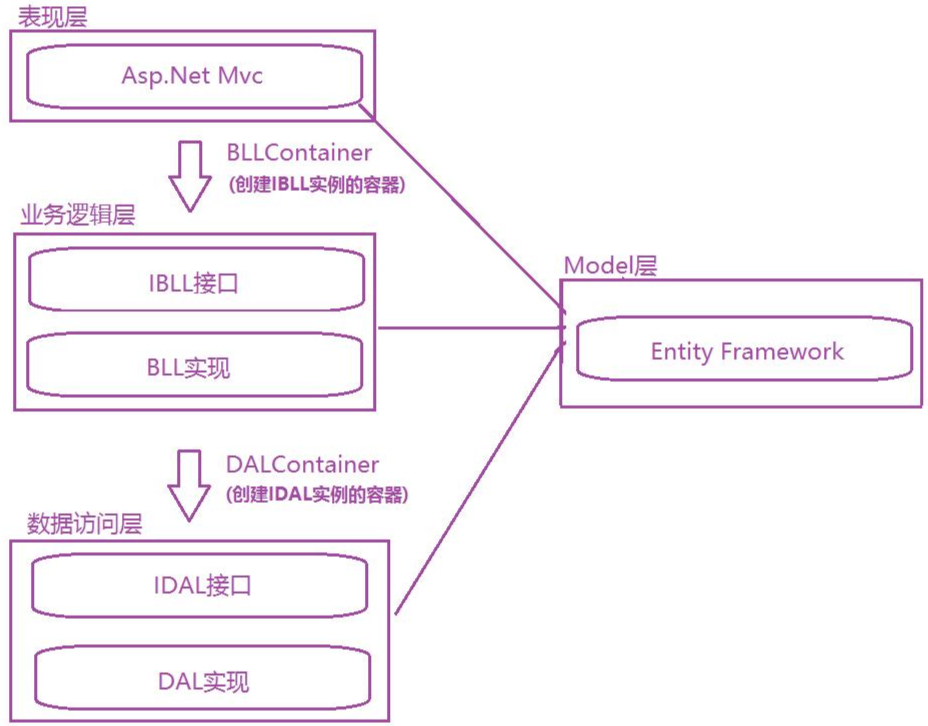 表现层
Asp.Net Mvc
BLLContainer
(创建IBLL实例的容器)
业务逻辑层
IBLL接口
BLL实现
Model层
Entity Framework
DALContainer
(创建IDAL实例的容器)
数据访问层
IDAL接口
DAL实现